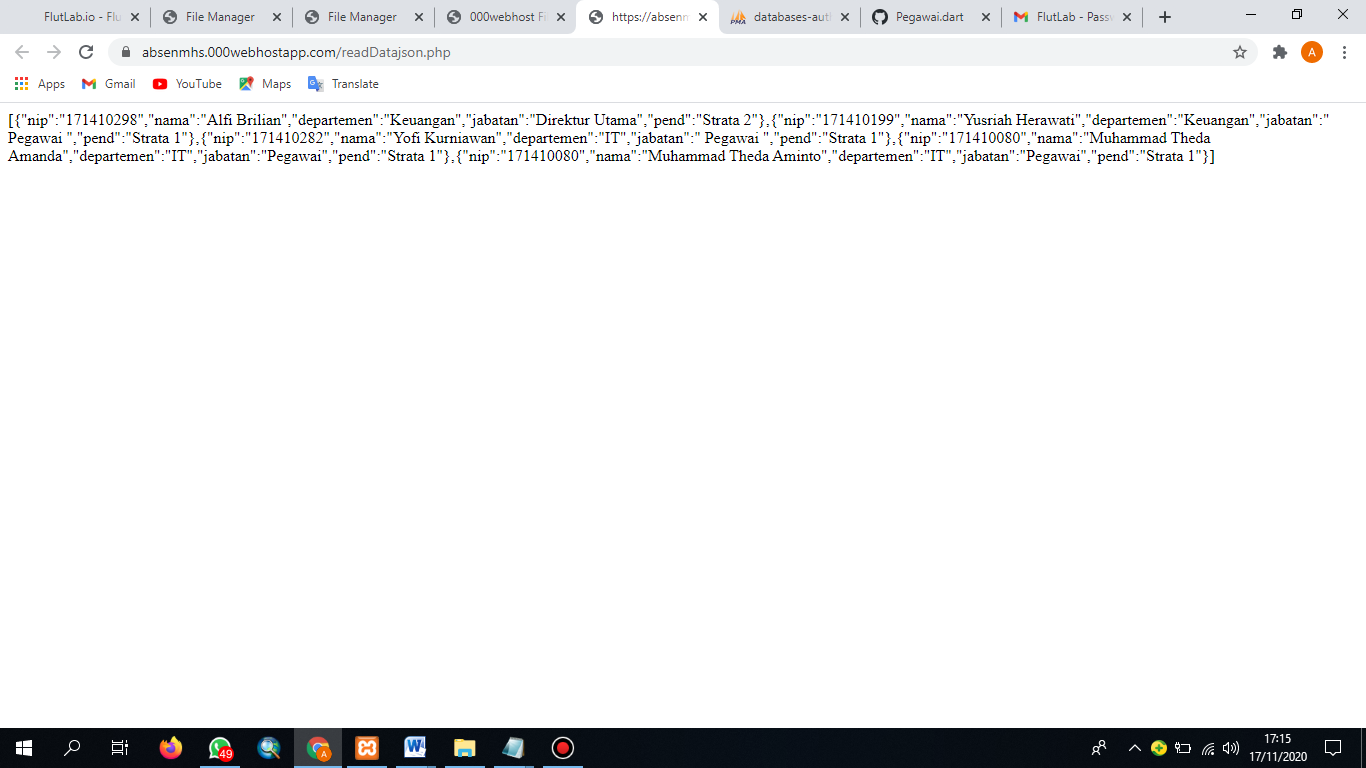 FlutLab.io - Flu
File Manager
File Manager
000webhost Fi
https://absenm
databases-aut
Pegawai.dart
FlutLab - Passw
absenmhs.000webhostapp.com/readDatajson.php
A
Apps
Gmail
YouTube
Maps
Translate
[{"nip":"171410298","nama":"Alfi Brilian","departemen":"Keuangan","jabatan":"Direktur Utama","pend":"Strata 2"},{"nip":"171410199","nama":"Yusriah Herawati","departemen":"Keuangan","jabatan":"
Pegawai ","pend":"Strata 1"},{"nip":"171410282","nama":"Yofi Kurniawan","departemen":"IT","jabatan":" Pegawai ","pend":"Strata 1"},{"nip":"171410080","nama":"Muhammad Theda
Amanda","departemen":"IT","jabatan":"Pegawai","pend":"Strata 1"},{"nip":"171410080","nama":"Muhammad Theda Aminto","departemen":"IT","jabatan":"Pegawai","pend":"Strata 1"}]
49
A
17:15
17/11/2020